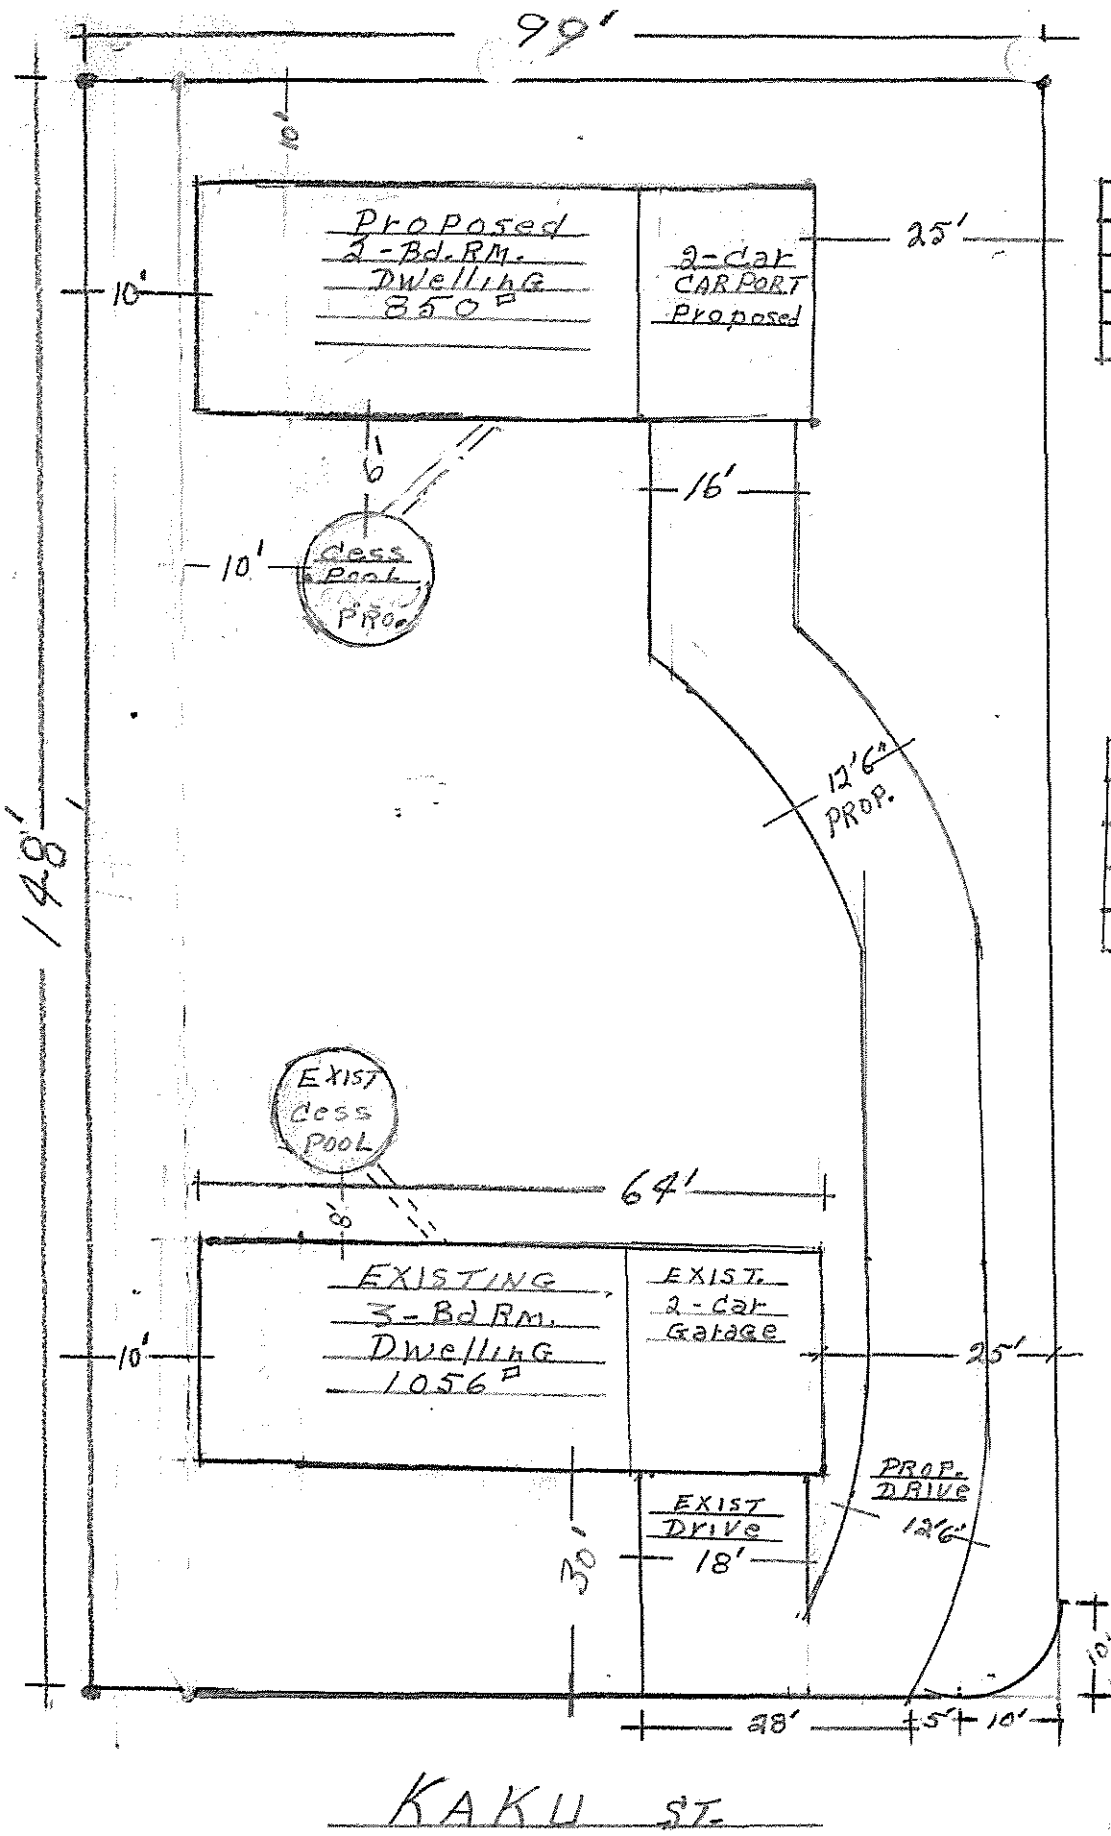 99'
10'
Proposed
2-Bd.RM.
Dwelling
850 □
2-Car
CARPORT
Proposed
25'
10'
6'
16'
10'
Cess
Pool
PRO.
12'6"
PROP.
148'
EXIST
Cess
POOL
64'
8'
EXISTING
3-Bd RM.
Dwelling
1056 □
EXIST.
2-Car
Garage
10'
25'
PROP.
DRIVE
12'6"
EXIST
Drive
18'
30'
10'
28'
5'
10'
KAKU ST.